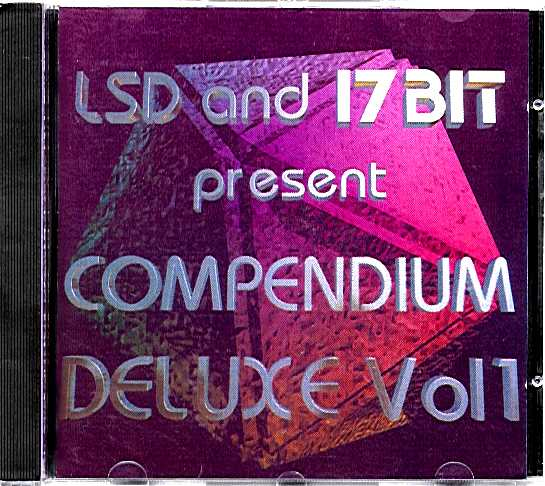 LSD and 17BIT
present
COMPENDIUM
DELUXE Vol1